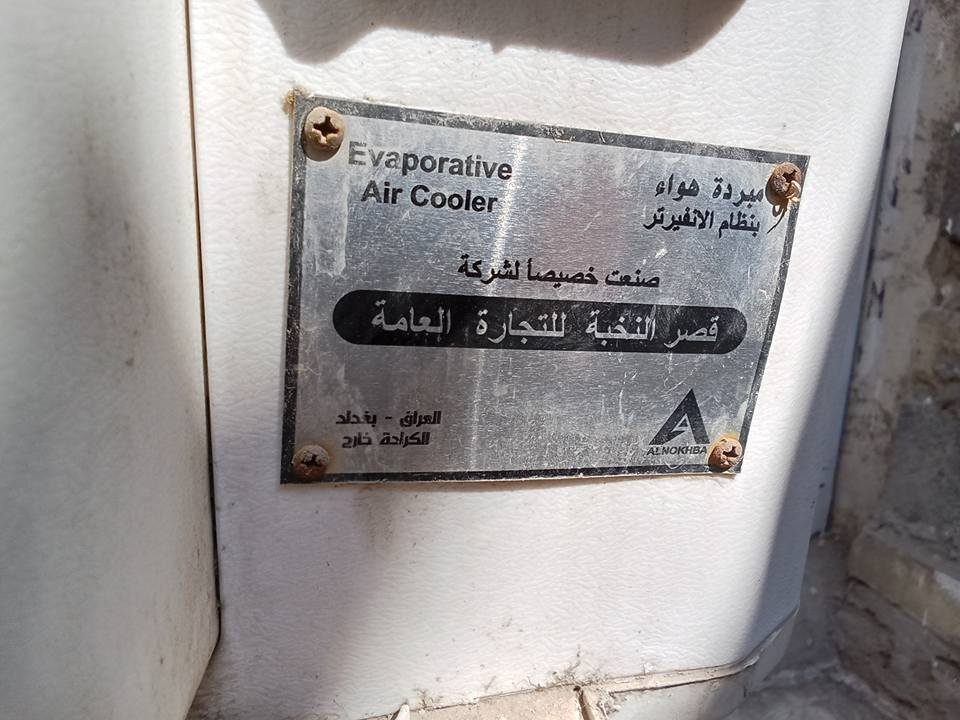 Evaporative
Air Cooler
مبردة هواء
بنظام الانفيرتر
صنعت خصيصاً لشركة
قصر النخبة للتجارة العامة
العراق - بغداد
الكرادة خارج
ALNOKHBA